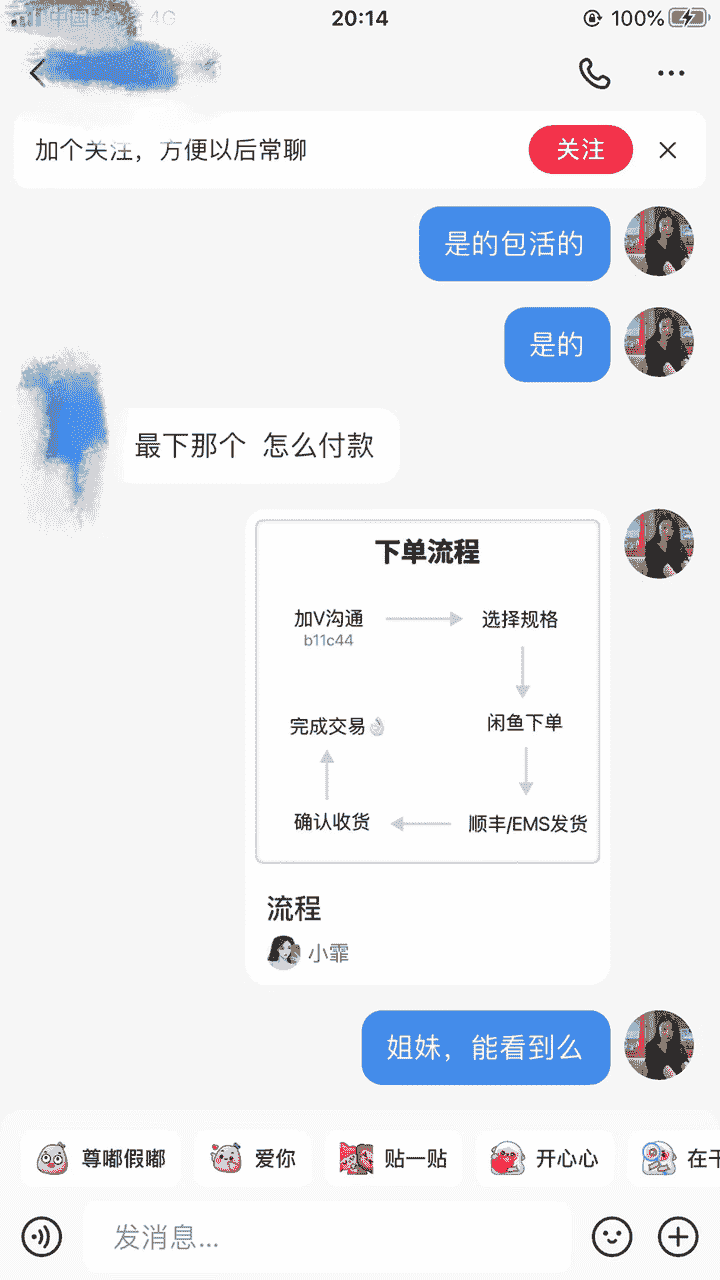 20:14
100%
加个关注，方便以后常聊
关注
是的包活的
是的
最下那个 怎么付款
下单流程
加V沟通
b11c44
选择规格
完成交易👌🏻
闲鱼下单
确认收货
顺丰/EMS发货
流程
小霏
姐妹，能看到么
尊嘟假嘟
爱你
贴一贴
开心心
在干
发消息...